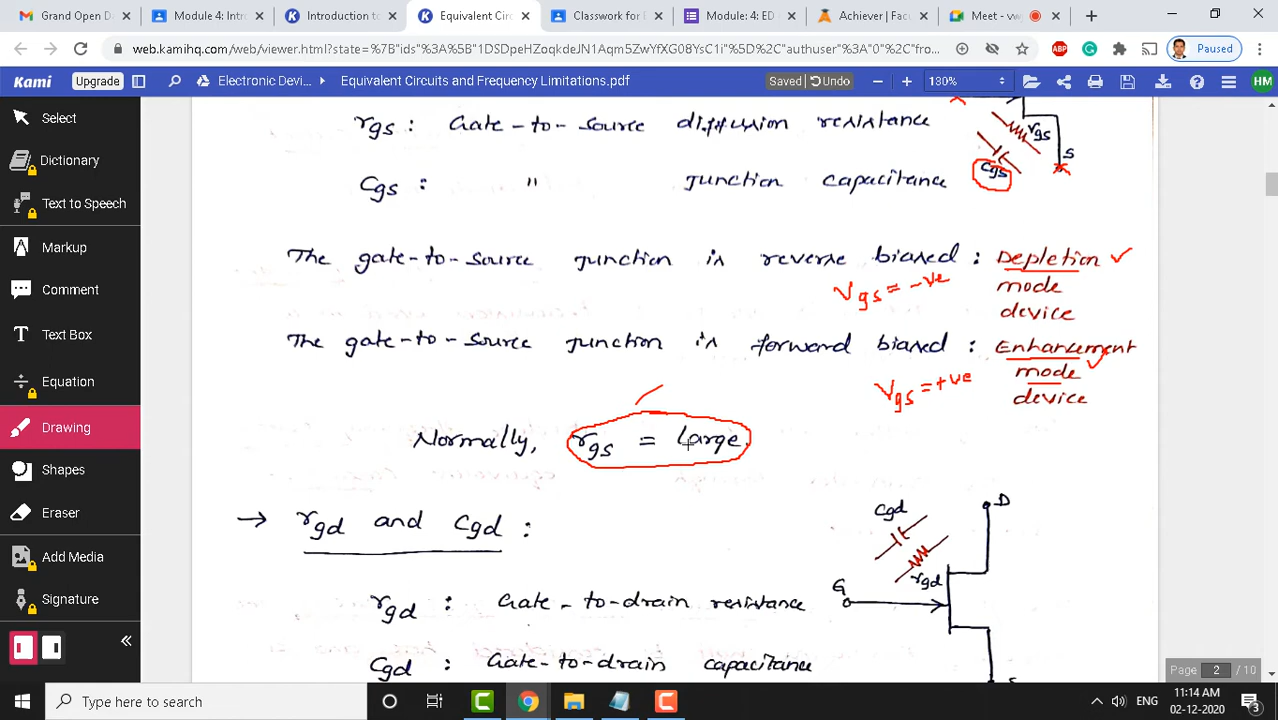 Grand Open D
Module 4: Intr
Introduction to
Equivalent Circ
Classwork for E
Module: 4: ED
Achiever | Fac
Meet - vw
web.kamihq.com/web/viewer.html?state=%7B"ids"%3A%5B"1DSDpeHZoqkdeJN1Aqm5ZwYfXG08YsC1i"%5D%2C"authuser"%3A"0"%2C"fro...
ABP
Paused
Kami
Upgrade
Electronic Devi...
Equivalent Circuits and Frequency Limitations.pdf
Saved
Undo
180%
HM
Select
Dictionary
Text to Speech
Markup
Comment
Text Box
Equation
Drawing
Shapes
Eraser
Add Media
Signature
rgs : Gate-to-source diffusion resistance
Cgs : " junction capacitance
rgs
Cgs
S
The gate-to-source junction is reverse biased : Depletion
mode
device
Vgs = -ve
The gate-to-source junction is forward biased : Enhancement
mode
device
Vgs = +ve
Normally, rgs = Large.
→ rgd and Cgd :
rgd : Gate-to-drain resistance
Cgd : Gate-to-drain capacitance
Cgd
rgd
D
G
S
Page 2 / 10
Type here to search
ENG
11:14 AM
02-12-2020
3